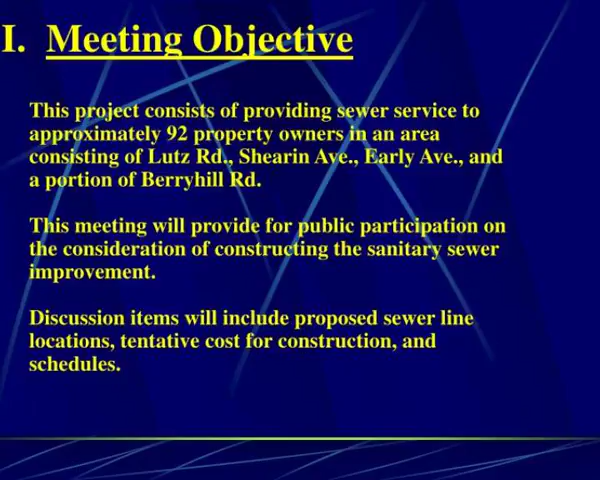 I. Meeting Objective
This project consists of providing sewer service to
approximately 92 property owners in an area
consisting of Lutz Rd., Shearin Ave., Early Ave., and
a portion of Berryhill Rd.
This meeting will provide for public participation on
the consideration of constructing the sanitary sewer
improvement.
Discussion items will include proposed sewer line
locations, tentative cost for construction, and
schedules.